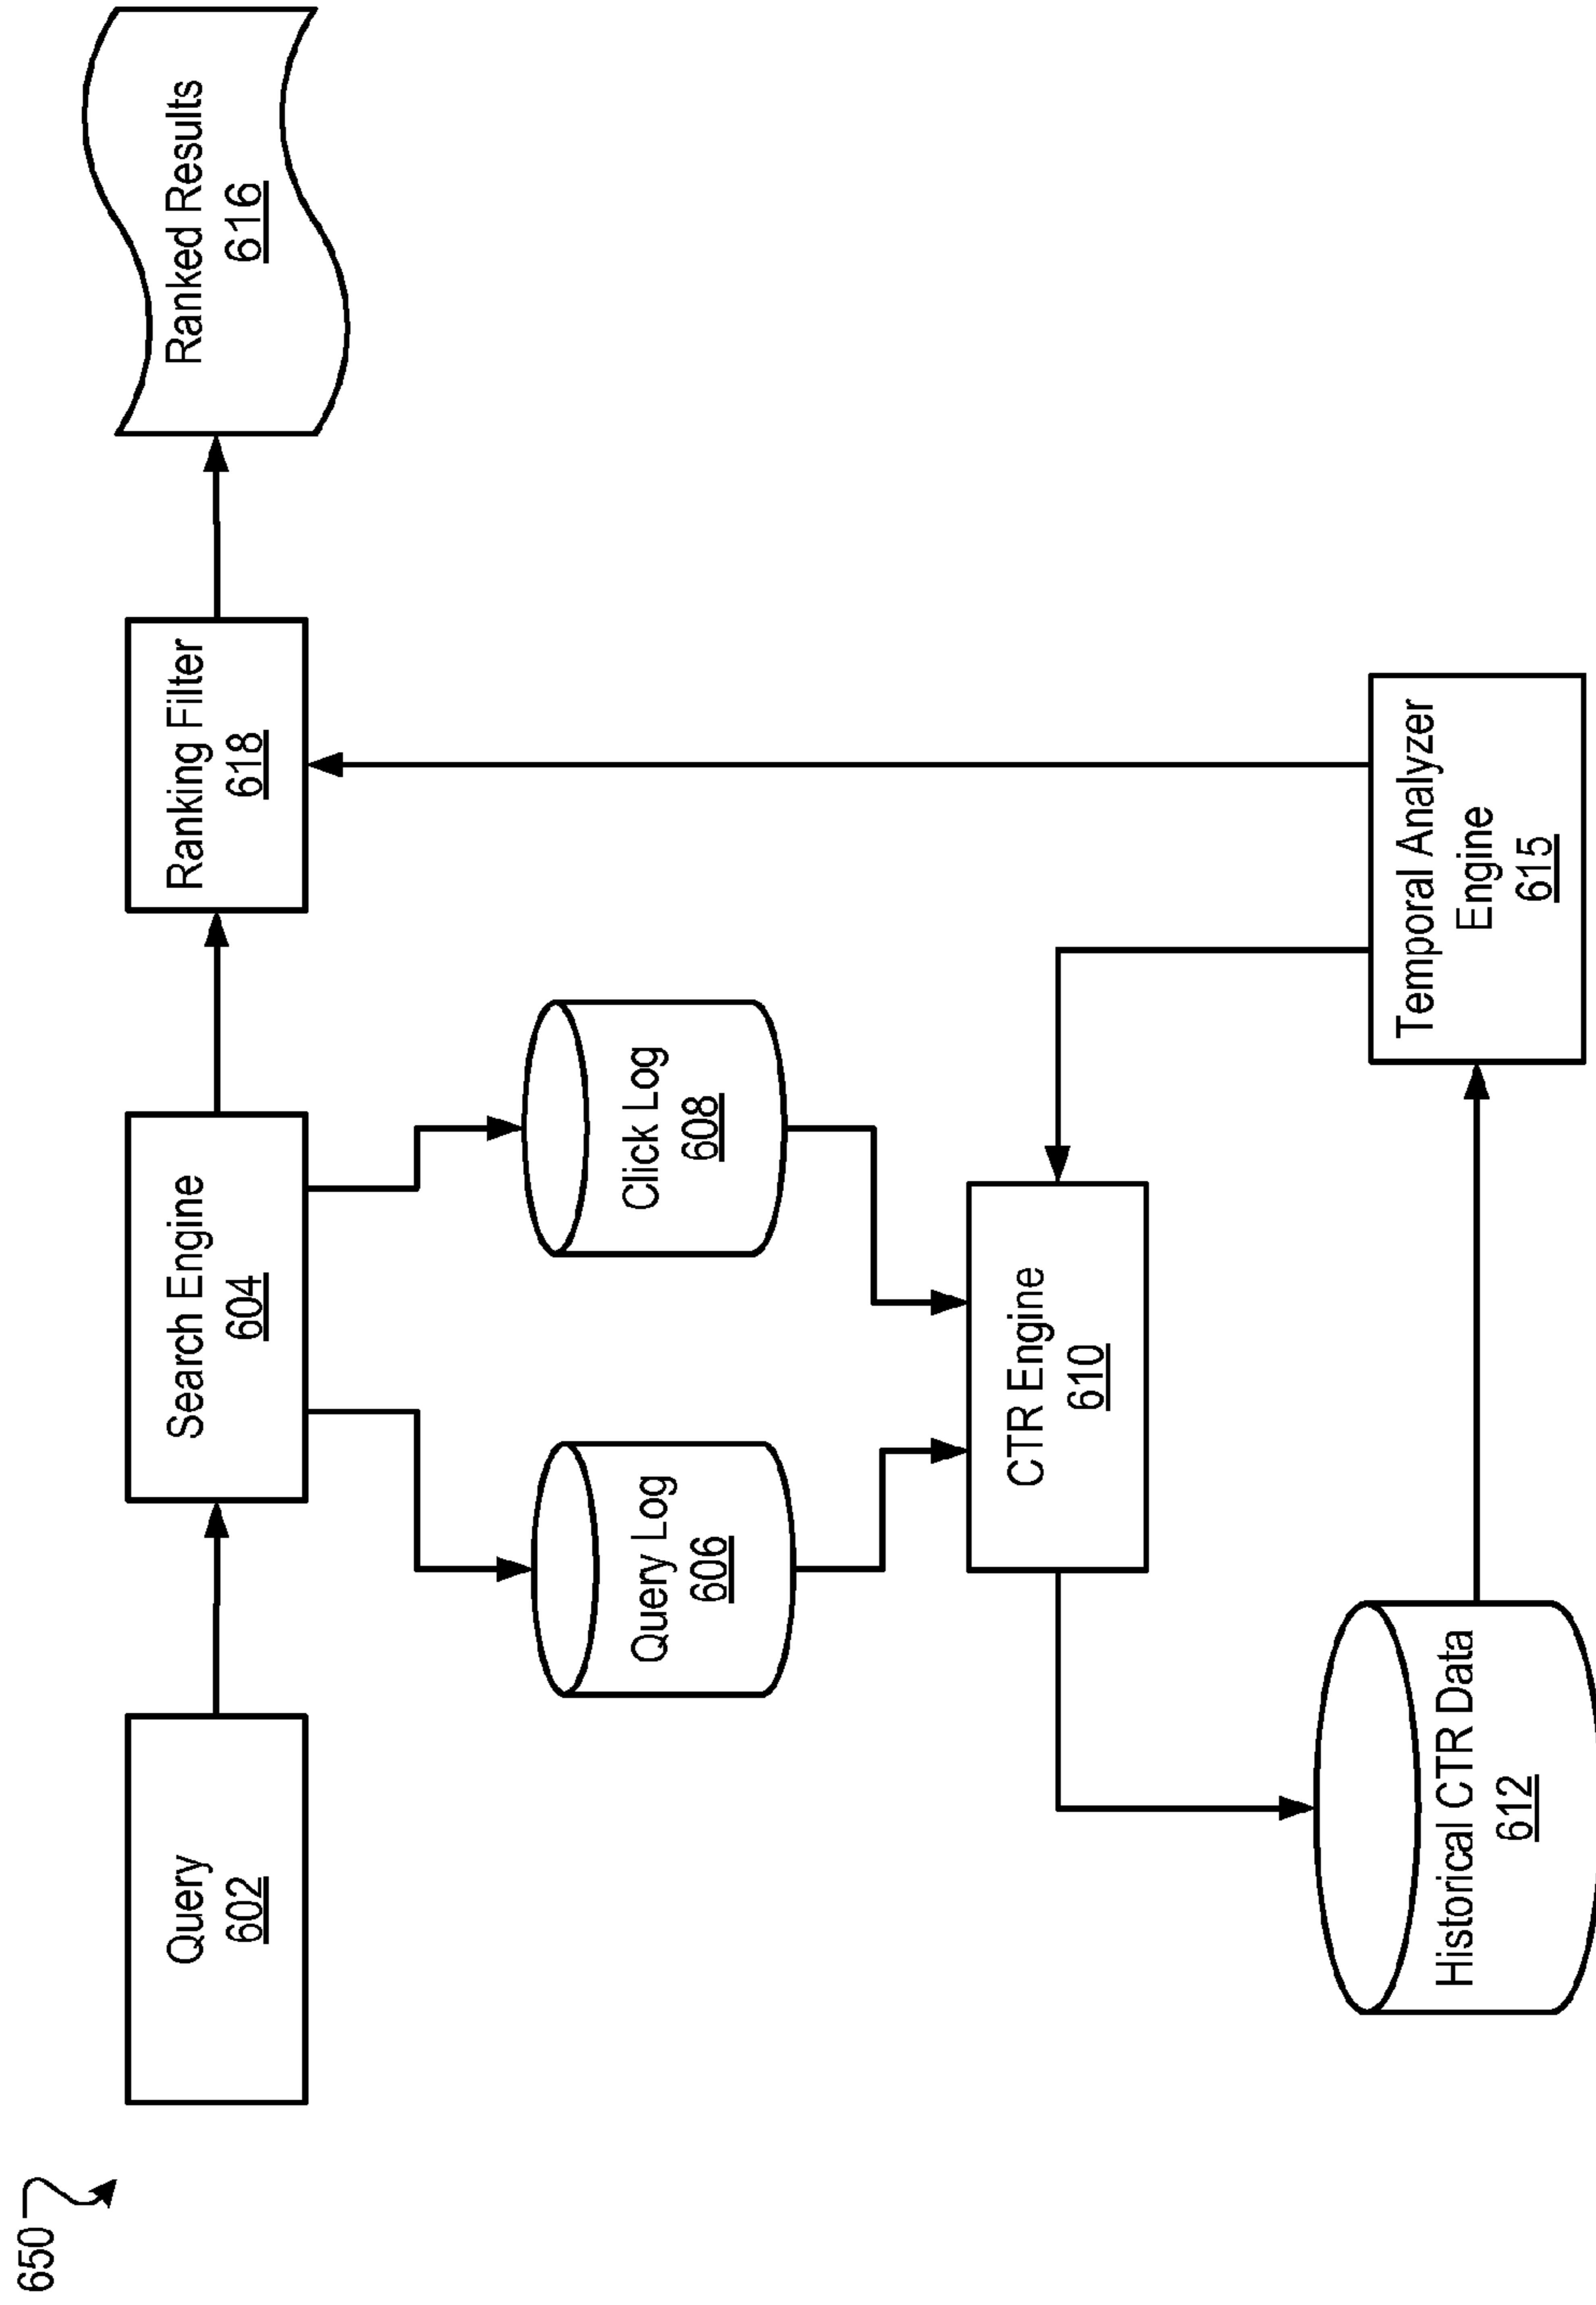 650
Query
602
Search Engine
604
Ranking Filter
618
Ranked Results
616
Query Log
606
Click Log
608
CTR Engine
610
Historical CTR Data
612
Temporal Analyzer
Engine
615